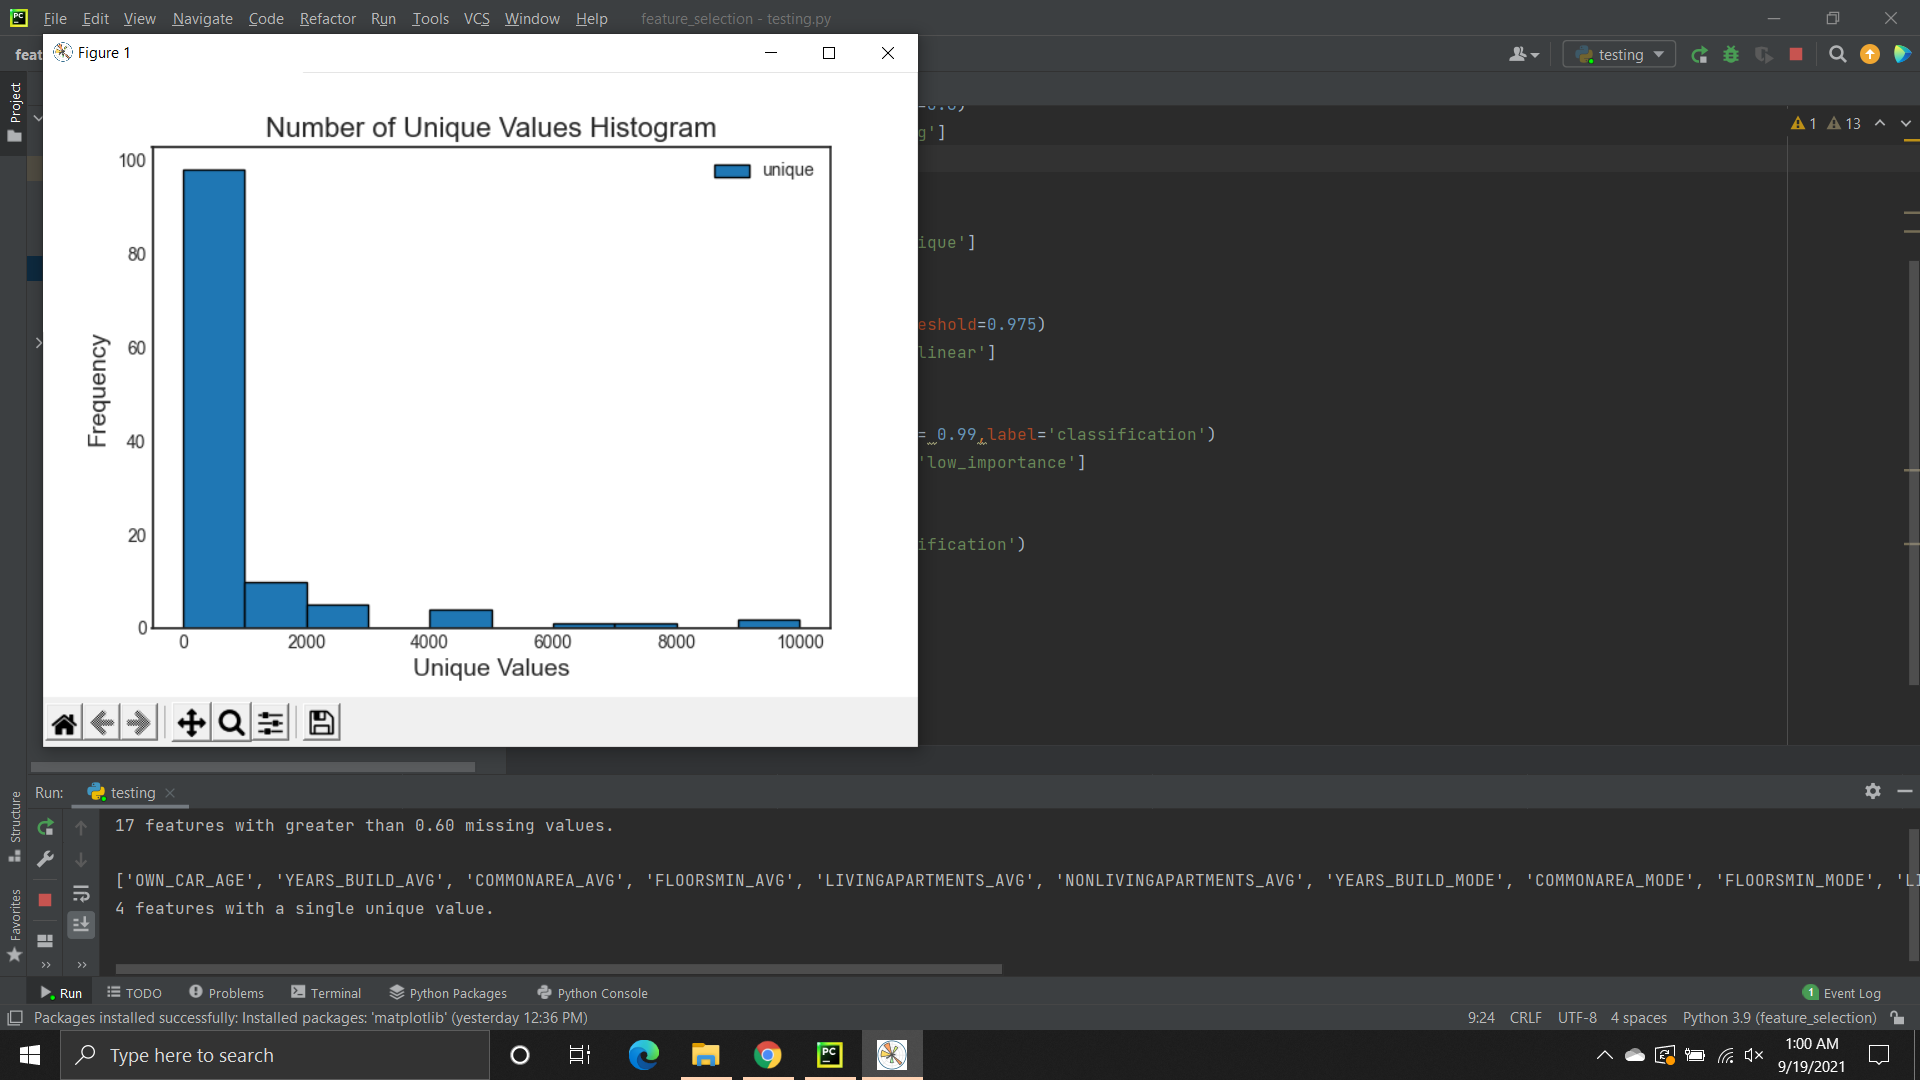 File Edit View Navigate Code Refactor Run Tools VCS Window Help feature_selection - testing.py
feat
Figure 1
testing
Project
Number of Unique Values Histogram
unique
100
80
60
40
20
0
Frequency
0 2000 4000 6000 8000 10000
Unique Values
g']
1 13
ique']
eshold=0.975)
linear']
= 0.99,label='classification')
'low_importance']
ification')
Run: testing
17 features with greater than 0.60 missing values.
['OWN_CAR_AGE', 'YEARS_BUILD_AVG', 'COMMONAREA_AVG', 'FLOORSMIN_AVG', 'LIVINGAPARTMENTS_AVG', 'NONLIVINGAPARTMENTS_AVG', 'YEARS_BUILD_MODE', 'COMMONAREA_MODE', 'FLOORSMIN_MODE', 'LI
4 features with a single unique value.
Structure
Favorites
Run TODO Problems Terminal Python Packages Python Console 1 Event Log
Packages installed successfully: Installed packages: 'matplotlib' (yesterday 12:36 PM) 9:24 CRLF UTF-8 4 spaces Python 3.9 (feature_selection)
Type here to search
1:00 AM
9/19/2021